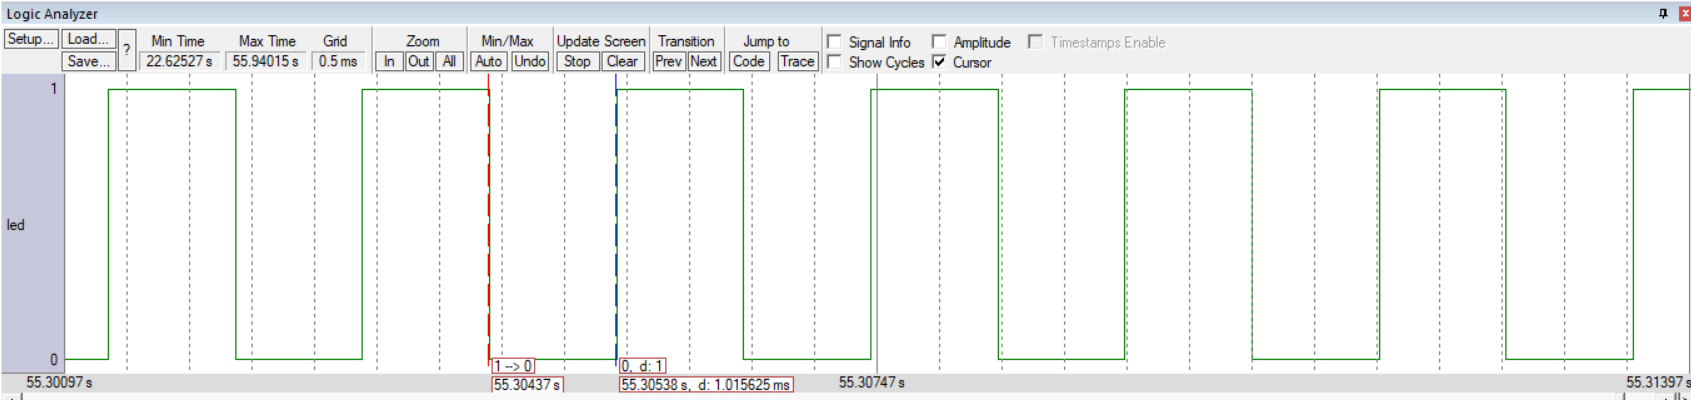 Logic Analyzer
Setup... Load... ? Min Time Max Time Grid Zoom Min/Max Update Screen Transition Jump to Signal Info Amplitude Timestamps Enable
Save... 22.62527 s 55.94015 s 0.5 ms In Out All Auto Undo Stop Clear Prev Next Code Trace Show Cycles Cursor
1
led
0
1 --> 0 0, d: 1
55.30097 s 55.30437 s 55.30538 s, d: 1.015625 ms 55.30747 s 55.31397 s